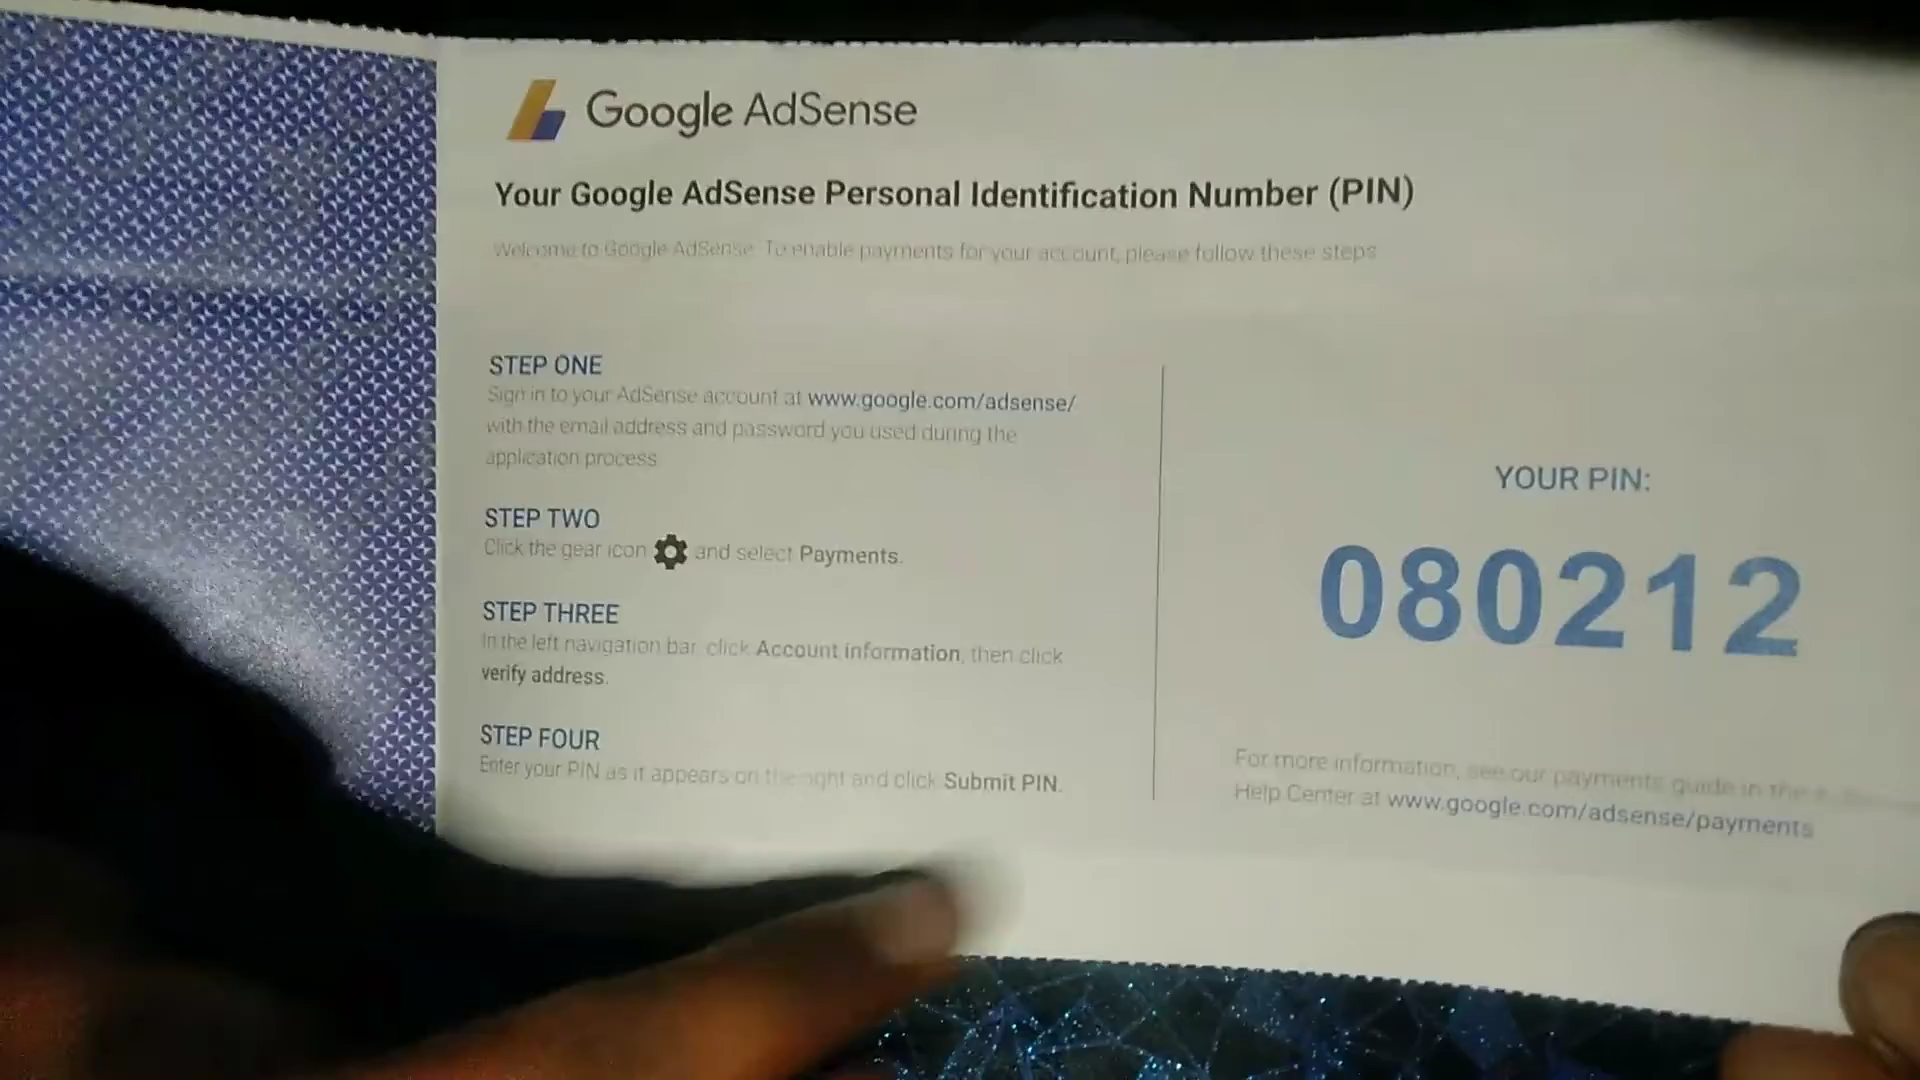 Google AdSense
Your Google AdSense Personal Identification Number (PIN)
Welcome to Google AdSense. To enable payments for your account, please follow these steps
STEP ONE
Sign in to your AdSense account at www.google.com/adsense/
with the email address and password you used during the
application process.
STEP TWO
Click the gear icon and select Payments.
STEP THREE
In the left navigation bar, click Account information, then click
verify address.
STEP FOUR
Enter your PIN as it appears on the right and click Submit PIN.
YOUR PIN:
080212
For more information, see our payments guide in the
Help Center at www.google.com/adsense/payments